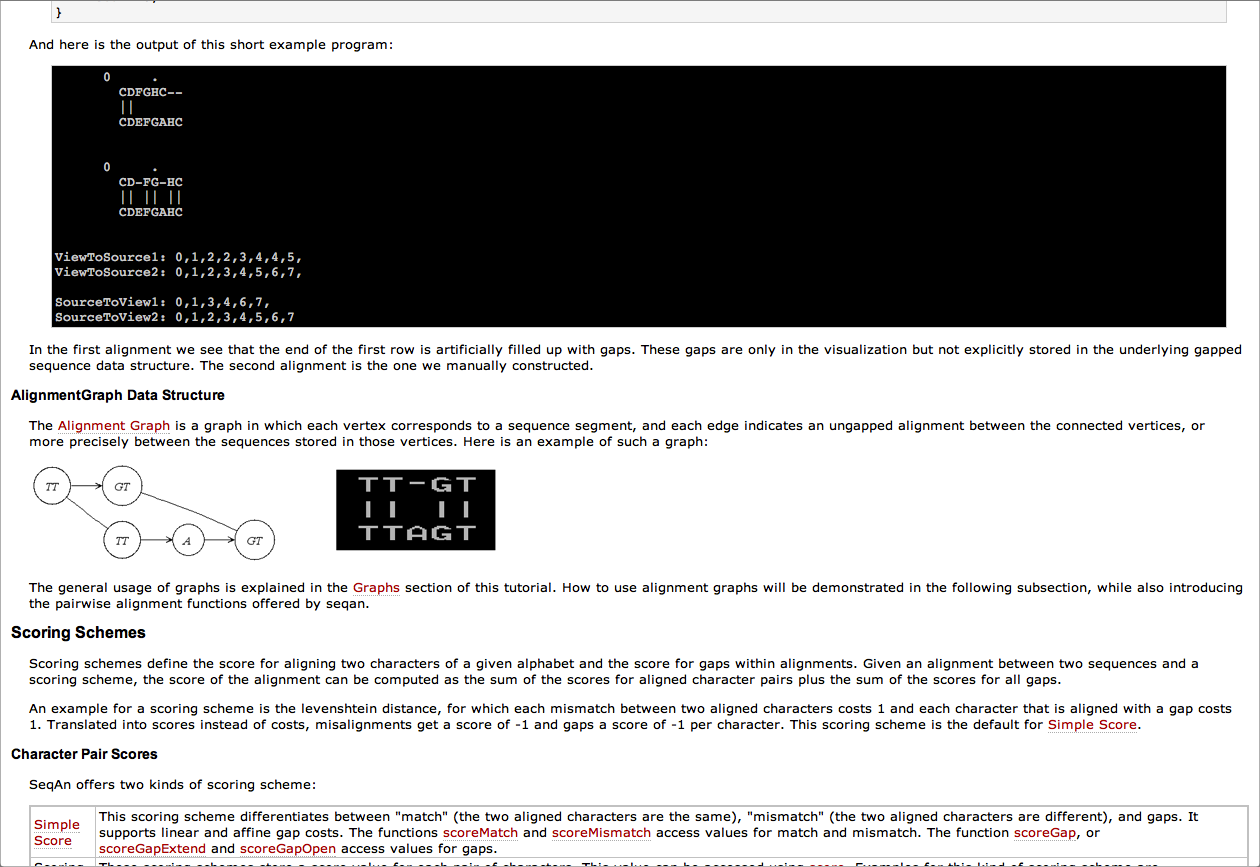 }
And here is the output of this short example program:
0     .
CDFGHC--
||
CDEFGAHC
0     .
CD-FG-HC
|| || ||
CDEFGAHC
ViewToSource1: 0,1,2,2,3,4,4,5,
ViewToSource2: 0,1,2,3,4,5,6,7,
SourceToView1: 0,1,3,4,6,7,
SourceToView2: 0,1,2,3,4,5,6,7
In the first alignment we see that the end of the first row is artificially filled up with gaps. These gaps are only in the visualization but not explicitly stored in the underlying gapped
sequence data structure. The second alignment is the one we manually constructed.
AlignmentGraph Data Structure
The Alignment Graph is a graph in which each vertex corresponds to a sequence segment, and each edge indicates an ungapped alignment between the connected vertices, or
more precisely between the sequences stored in those vertices. Here is an example of such a graph:
TT GT
TT A GT
TT-GT
|| ||
TTAGT
The general usage of graphs is explained in the Graphs section of this tutorial. How to use alignment graphs will be demonstrated in the following subsection, while also introducing
the pairwise alignment functions offered by seqan.
Scoring Schemes
Scoring schemes define the score for aligning two characters of a given alphabet and the score for gaps within alignments. Given an alignment between two sequences and a
scoring scheme, the score of the alignment can be computed as the sum of the scores for aligned character pairs plus the sum of the scores for all gaps.
An example for a scoring scheme is the levenshtein distance, for which each mismatch between two aligned characters costs 1 and each character that is aligned with a gap costs
1. Translated into scores instead of costs, misalignments get a score of -1 and gaps a score of -1 per character. This scoring scheme is the default for Simple Score.
Character Pair Scores
SeqAn offers two kinds of scoring scheme:
Simple
Score
This scoring scheme differentiates between "match" (the two aligned characters are the same), "mismatch" (the two aligned characters are different), and gaps. It
supports linear and affine gap costs. The functions scoreMatch and scoreMismatch access values for match and mismatch. The function scoreGap, or
scoreGapExtend and scoreGapOpen access values for gaps.